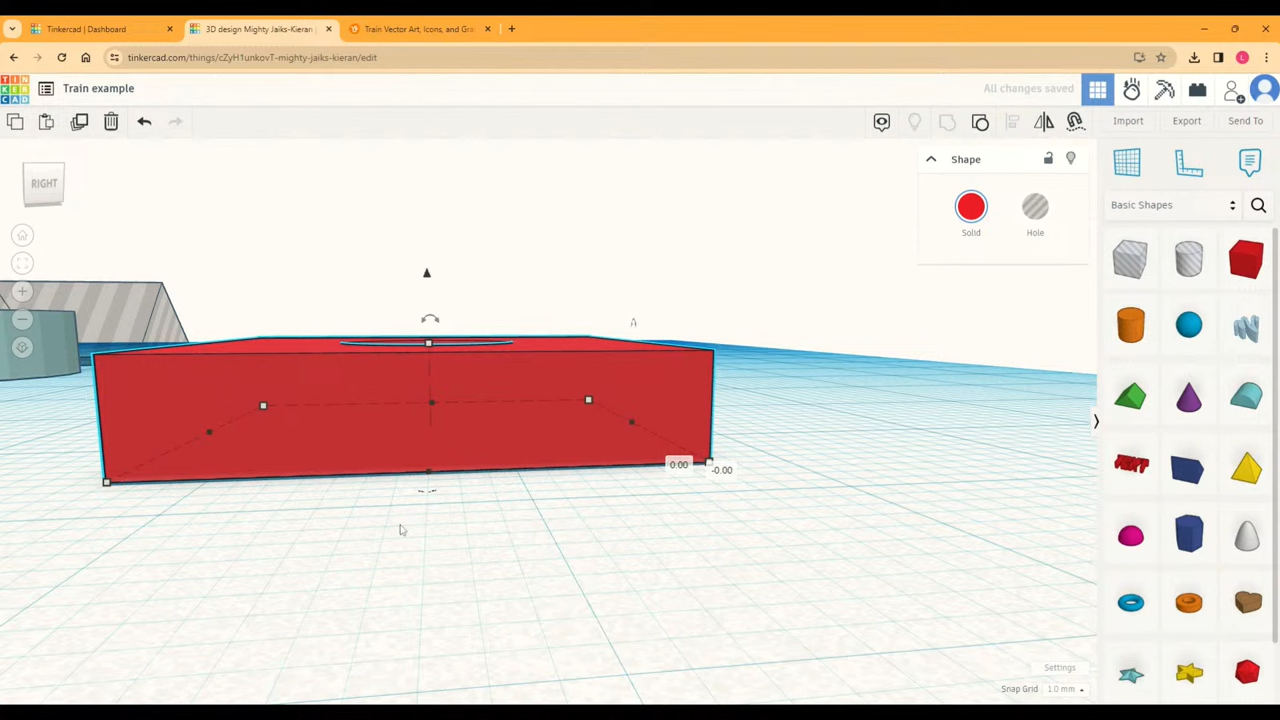 Tinkercad | Dashboard
3D design Mighty Jaiks-Kieran |
Train Vector Art, Icons, and Gra
tinkercad.com/things/cZyH1unkovT-mighty-jaiks-kieran/edit
L
TIN
KER
CAD
Train example
All changes saved
Import
Export
Send To
RIGHT
Shape
Solid
Hole
Basic Shapes
TEXT
0.00
-0.00
Settings
Snap Grid 1.0 mm